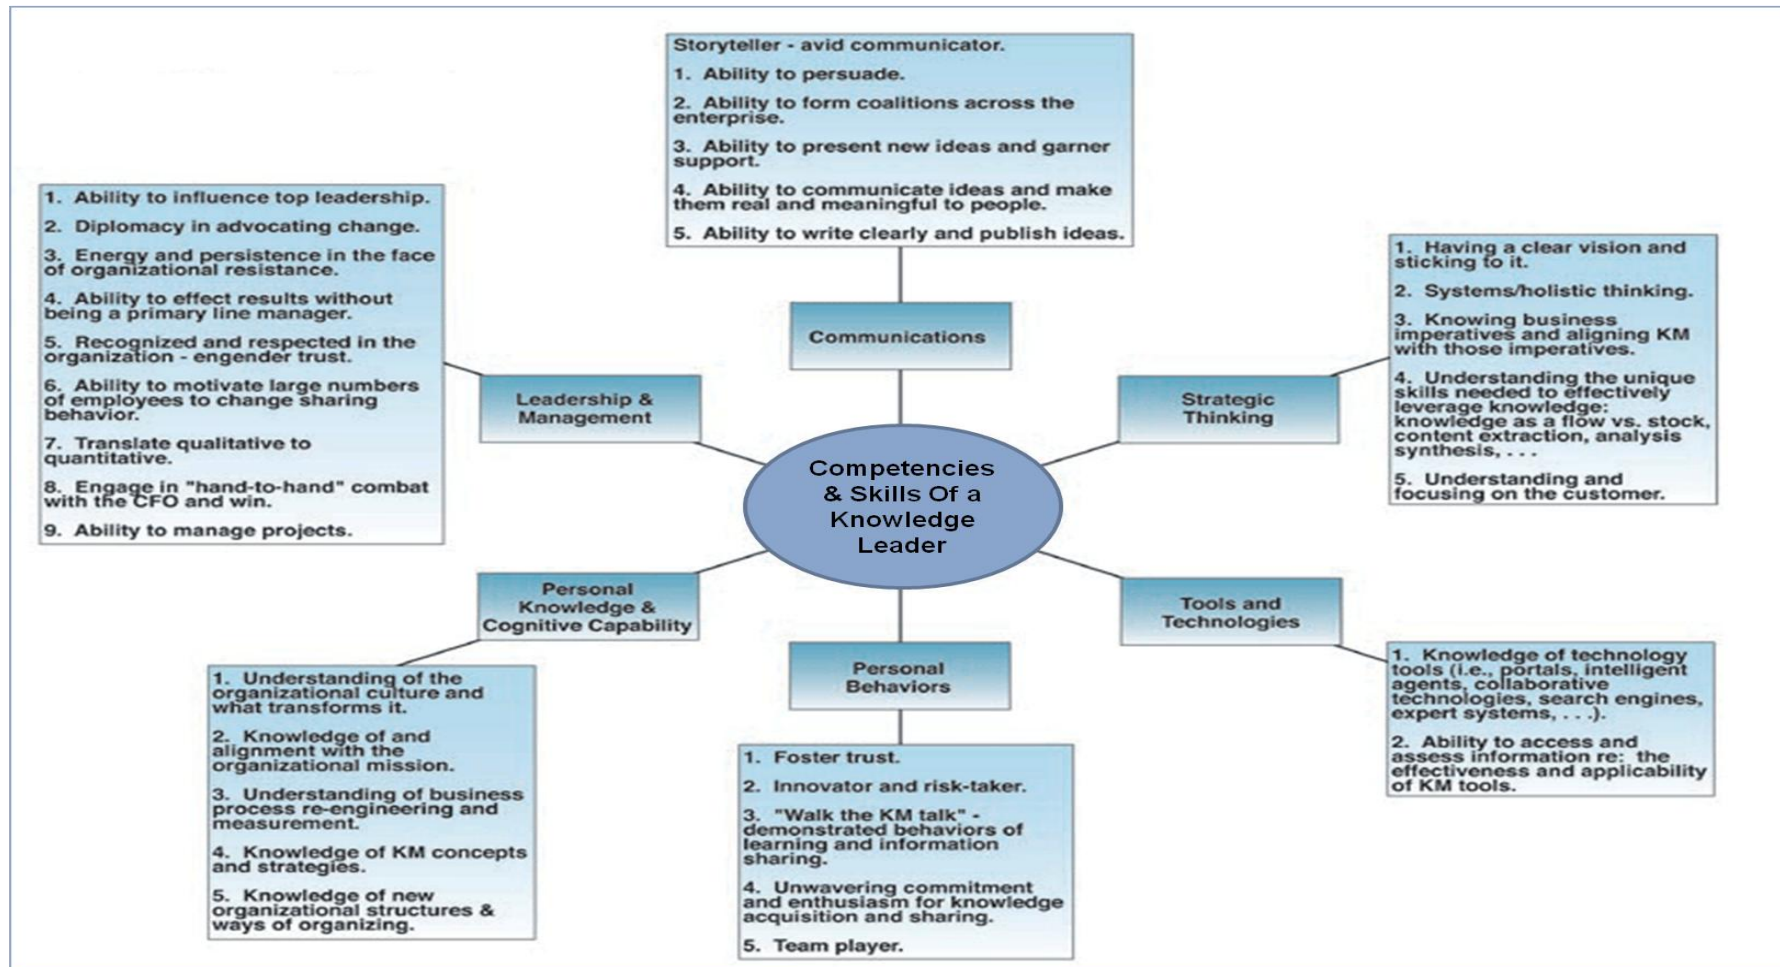 Storyteller - avid communicator.
1. Ability to persuade.
2. Ability to form coalitions across the
enterprise.
3. Ability to present new ideas and garner
support.
4. Ability to communicate ideas and make
them real and meaningful to people.
5. Ability to write clearly and publish ideas.
Communications
1. Ability to influence top leadership.
2. Diplomacy in advocating change.
3. Energy and persistence in the face
of organizational resistance.
4. Ability to effect results without
being a primary line manager.
5. Recognized and respected in the
organization - engender trust.
6. Ability to motivate large numbers
of employees to change sharing
behavior.
7. Translate qualitative to
quantitative.
8. Engage in "hand-to-hand" combat
with the CFO and win.
9. Ability to manage projects.
Leadership &
Management
Strategic
Thinking
1. Having a clear vision and
sticking to it.
2. Systems/holistic thinking.
3. Knowing business
imperatives and aligning KM
with those imperatives.
4. Understanding the unique
skills needed to effectively
leverage knowledge:
knowledge as a flow vs. stock,
content extraction, analysis
synthesis, . . .
5. Understanding and
focusing on the customer.
Competencies
& Skills Of a
Knowledge
Leader
Personal
Knowledge &
Cognitive Capability
1. Understanding of the
organizational culture and
what transforms it.
2. Knowledge of and
alignment with the
organizational mission.
3. Understanding of business
process re-engineering and
measurement.
4. Knowledge of KM concepts
and strategies.
5. Knowledge of new
organizational structures &
ways of organizing.
Personal
Behaviors
1. Foster trust.
2. Innovator and risk-taker.
3. "Walk the KM talk" -
demonstrated behaviors of
learning and information
sharing.
4. Unwavering commitment
and enthusiasm for knowledge
acquisition and sharing.
5. Team player.
Tools and
Technologies
1. Knowledge of technology
tools (i.e., portals, intelligent
agents, collaborative
technologies, search engines,
expert systems, . . .).
2. Ability to access and
assess information re: the
effectiveness and applicability
of KM tools.